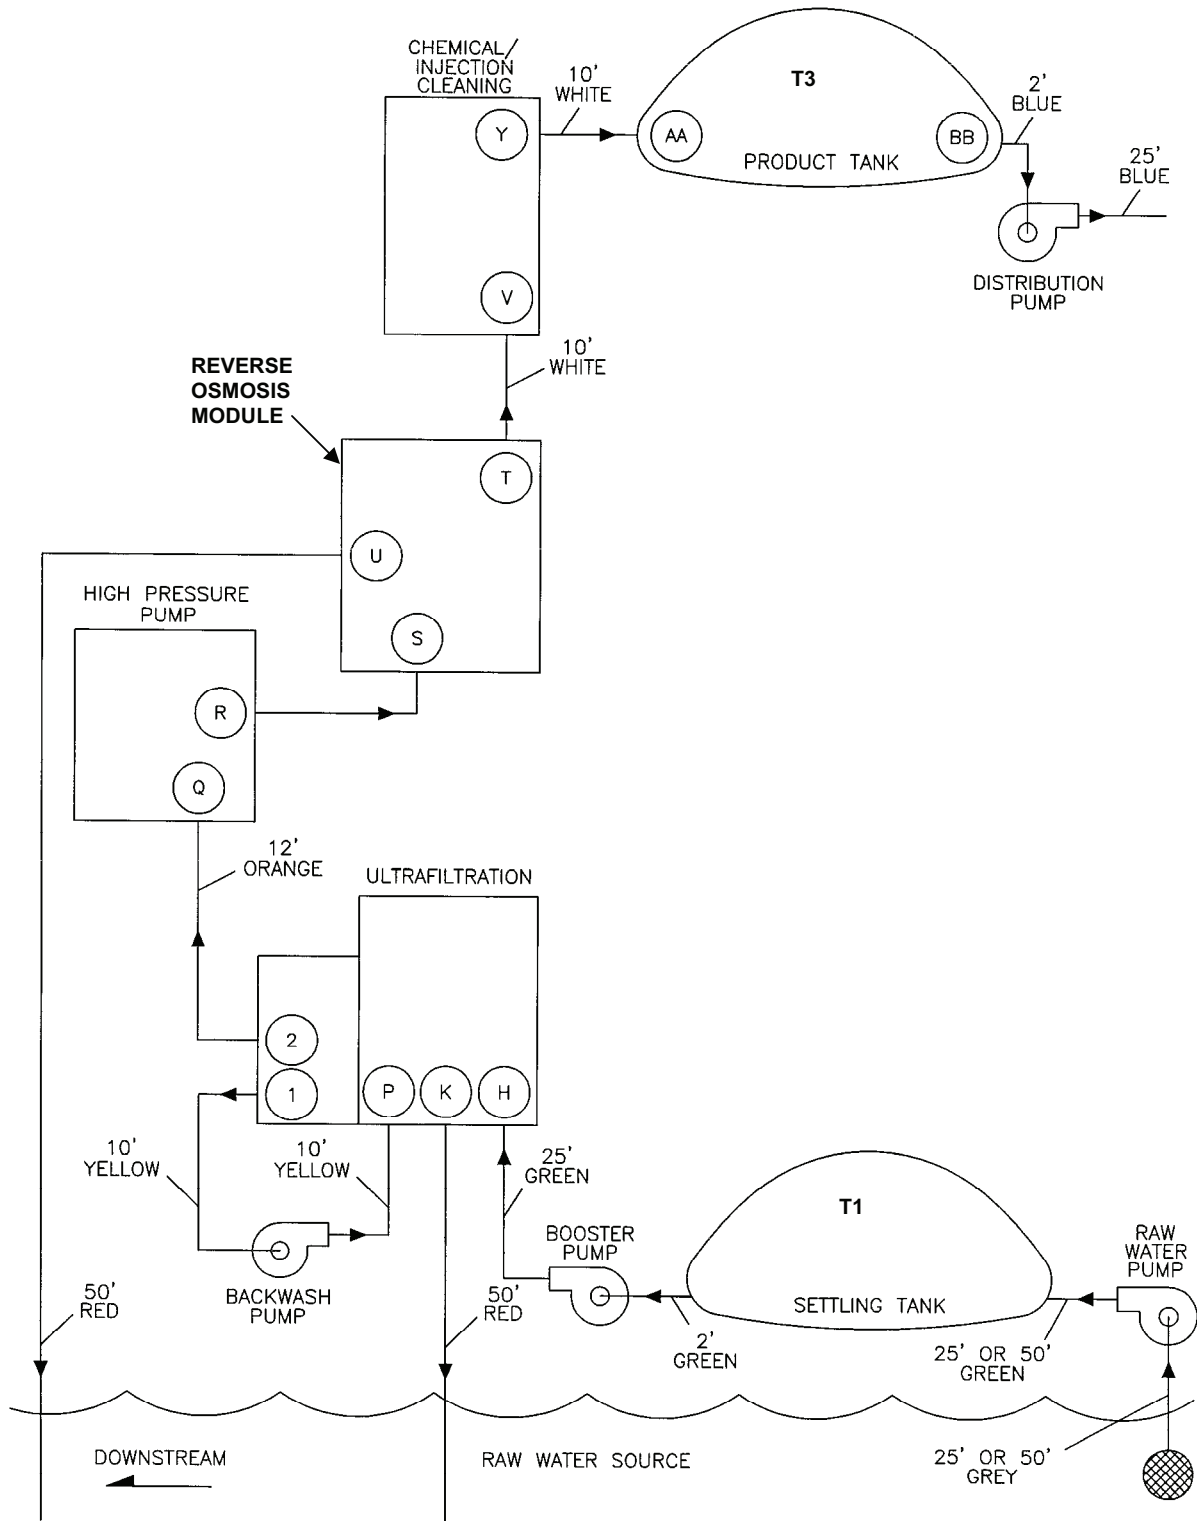 CHEMICAL/
INJECTION
CLEANING
10'
WHITE
T3
2'
BLUE
Y
AA
BB
PRODUCT TANK
25'
BLUE
V
DISTRIBUTION
PUMP
10'
WHITE
REVERSE
OSMOSIS
MODULE
T
U
HIGH PRESSURE
PUMP
S
R
Q
12'
ORANGE
ULTRAFILTRATION
2
1
P
K
H
10'
YELLOW
10'
YELLOW
25'
GREEN
T1
BOOSTER
PUMP
RAW
WATER
PUMP
50'
RED
BACKWASH
PUMP
50'
RED
SETTLING TANK
2'
GREEN
25' OR 50'
GREEN
DOWNSTREAM
RAW WATER SOURCE
25' OR 50'
GREY